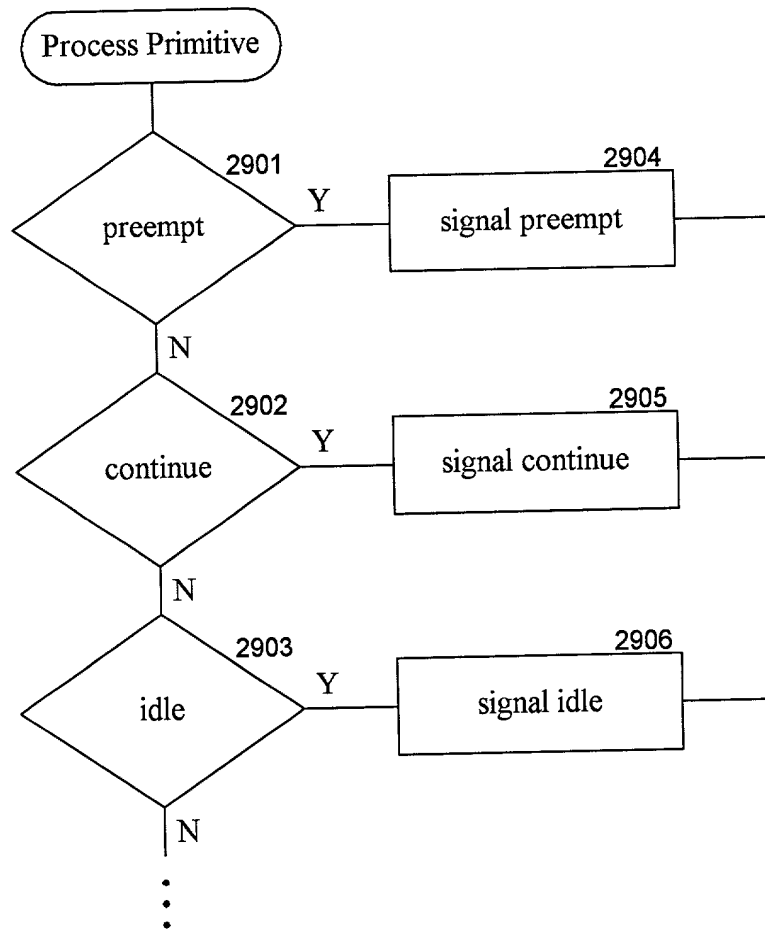 Process Primitive
2901
preempt
Y
2904
signal preempt
N
2902
continue
Y
2905
signal continue
N
2903
idle
Y
2906
signal idle
N